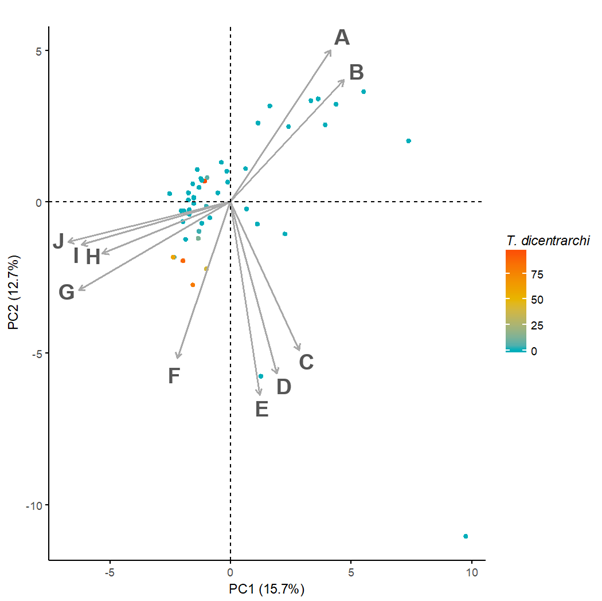 A
B
5
0
-5
-10
J
I
H
G
F
C
D
E
T. dicentrarchi
75
50
25
0
-5
0
5
10
PC1 (15.7%)
PC2 (12.7%)